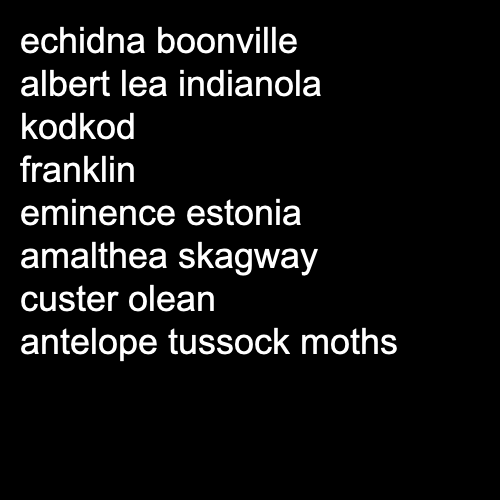 echidna boonville
albert lea indianola
kodkod
franklin
eminence estonia
amalthea skagway
custer olean
antelope tussock moths